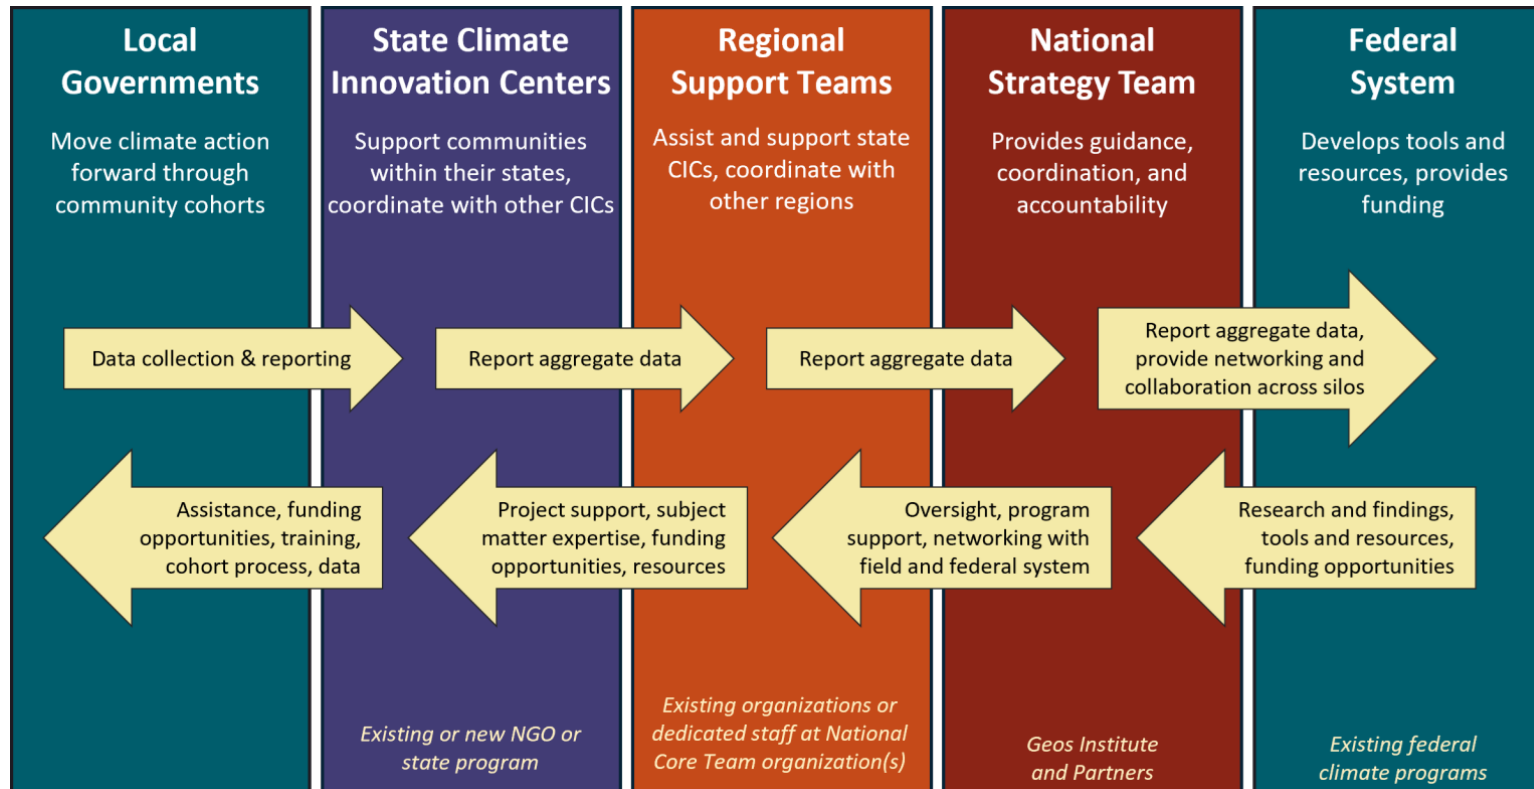 Local
Governments
Move climate action
forward through
community cohorts
State Climate
Innovation Centers
Support communities
within their states,
coordinate with other CICs
Regional
Support Teams
Assist and support state
CICs, coordinate with
other regions
National
Strategy Team
Provides guidance,
coordination, and
accountability
Federal
System
Develops tools and
resources, provides
funding
Data collection & reporting
Report aggregate data
Report aggregate data
Report aggregate data,
provide networking and
collaboration across silos
Assistance, funding
opportunities, training,
cohort process, data
Project support, subject
matter expertise, funding
opportunities, resources
Oversight, program
support, networking with
field and federal system
Research and findings,
tools and resources,
funding opportunities
Existing or new NGO or
state program
Existing organizations or
dedicated staff at National
Core Team organization(s)
Geos Institute
and Partners
Existing federal
climate programs